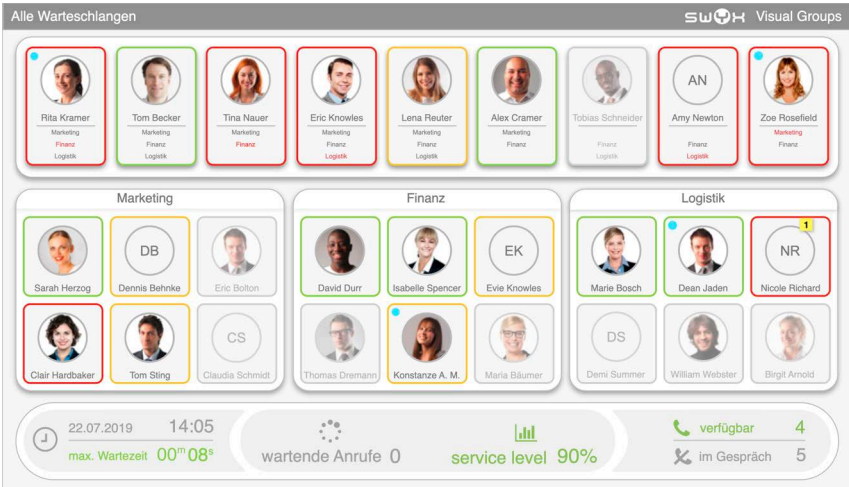 Alle Warteschlangen
swyx Visual Groups
Rita Kramer
Marketing
Finanz
Logistik
Tom Becker
Marketing
Finanz
Logistik
Tina Nauer
Marketing
Finanz
Eric Knowles
Marketing
Finanz
Logistik
Lena Reuter
Marketing
Finanz
Logistik
Alex Cramer
Marketing
Finanz
Tobias Schneider
Finanz
Logistik
AN
Amy Newton
Finanz
Logistik
Zoe Rosefield
Marketing
Finanz
Marketing
Sarah Herzog
DB
Dennis Behnke
Eric Bolton
Clair Hardbaker
Tom Sting
CS
Claudia Schmidt
Finanz
David Durr
Isabelle Spencer
EK
Evie Knowles
Thomas Dremann
Konstanze A. M.
Maria Bäumer
Logistik
Marie Bosch
Dean Jaden
1
NR
Nicole Richard
DS
Demi Summer
William Webster
Birgit Arnold
22.07.2019 14:05
max. Wartezeit 00m 08s
wartende Anrufe 0
service level 90%
verfügbar 4
im Gespräch 5